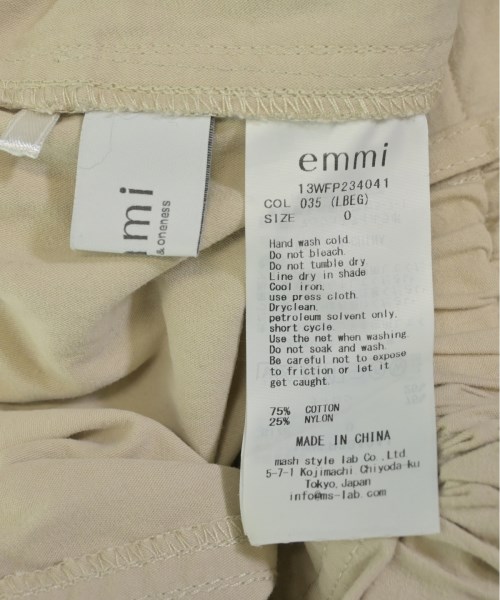 emmi
13WFP234041
COL 035 (LBEG)
SIZE 0
Hand wash cold.
Do not bleach.
Do not tumble dry
Line dry in shade
Cool iron.
use press cloth.
Dryclean.
petroleum solvent only.
short cycle.
Use the net when washing.
Do not soak and wash.
Be careful not to expose
to friction or let it
get caught.
75% COTTON
25% NYLON
MADE IN CHINA
mash style lab Co.,Ltd
5-7-1 Kojimachi Chiyoda-ku
Tokyo,Japan
info@ms-lab.com
mmi
& oneness